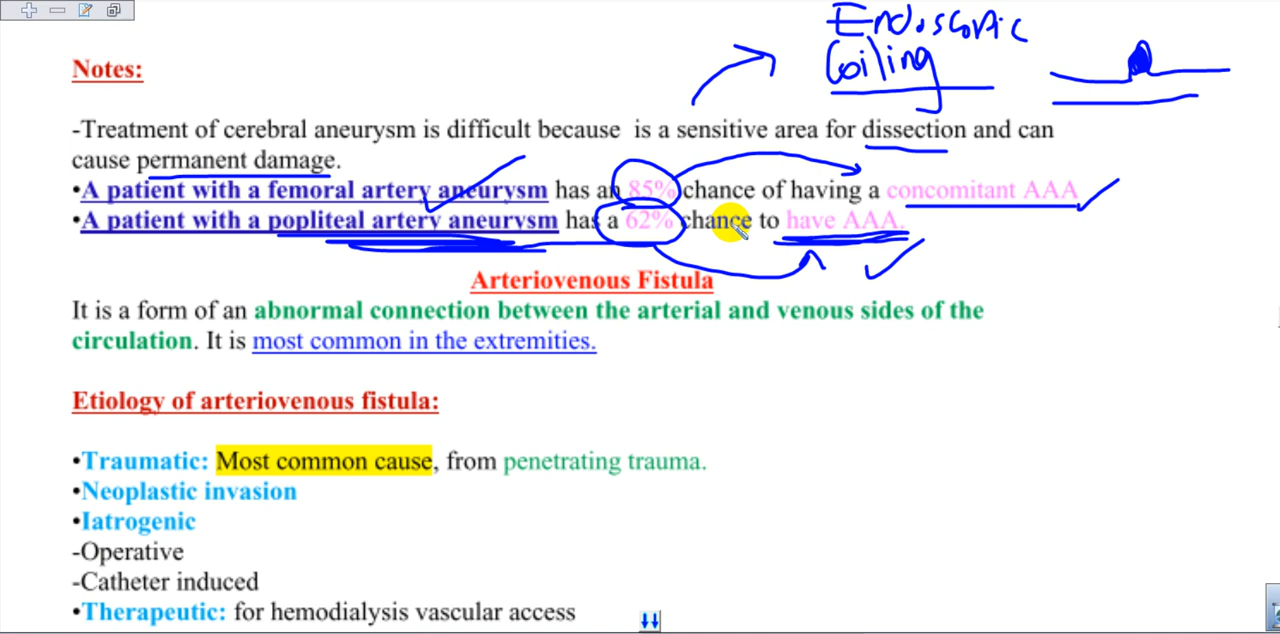 Endoscopic
Coiling
Notes:
-Treatment of cerebral aneurysm is difficult because is a sensitive area for dissection and can
cause permanent damage.
•A patient with a femoral artery aneurysm has an 85% chance of having a concomitant AAA
•A patient with a popliteal artery aneurysm has a 62% chance to have AAA.
Arteriovenous Fistula
It is a form of an abnormal connection between the arterial and venous sides of the
circulation. It is most common in the extremities.
Etiology of arteriovenous fistula:
•Traumatic: Most common cause, from penetrating trauma.
•Neoplastic invasion
•Iatrogenic
-Operative
-Catheter induced
•Therapeutic: for hemodialysis vascular access